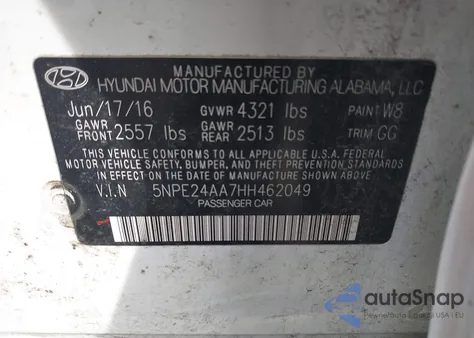 MANUFACTURED BY
HYUNDAI MOTOR MANUFACTURING ALABAMA, LLC
Jun/17/16 GVWR 4321 lbs PAINT W8
GAWR FRONT 2557 lbs GAWR REAR 2513 lbs TRIM GG
THIS VEHICLE CONFORMS TO ALL APPLICABLE U.S.A FEDERAL
MOTOR VEHICLE SAFETY, BUMPER, AND THEFT PREVENTION
STANDARDS IN EFFECT ON THE DATE OF MANUFACTURE SHOWN ABOVE.
V.I.N 5NPE24AA7HH462049
PASSENGER CAR
autoSnap